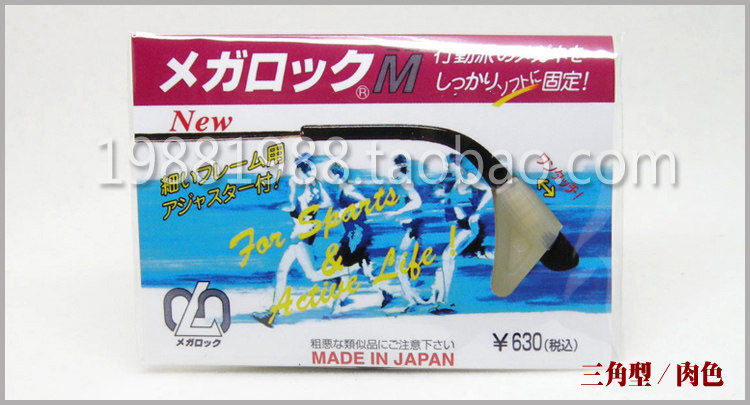 メガロック®M
行動派のメガネを
しっかりソフトに固定!
New
19881988.taobao.com
細いフレーム用
アジャスター付!
ワンタッチ!
For Sports
&
Active Life!
メガロック
粗悪な類似品にご注意下さい
MADE IN JAPAN
¥630(税込)
三角型/肉色